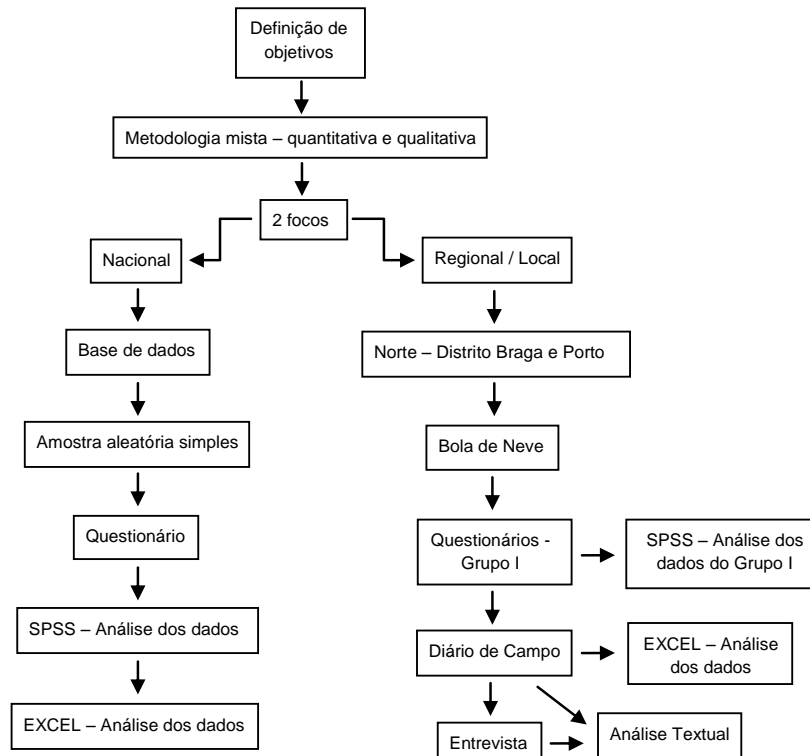 Definição de
objetivos
Metodologia mista – quantitativa e qualitativa
2 focos
Nacional
Regional / Local
Base de dados
Norte – Distrito Braga e Porto
Amostra aleatória simples
Bola de Neve
Questionário
Questionários -
Grupo I
SPSS – Análise dos
dados do Grupo I
SPSS – Análise dos dados
Diário de Campo
EXCEL – Análise
dos dados
EXCEL – Análise dos dados
Entrevista
Análise Textual